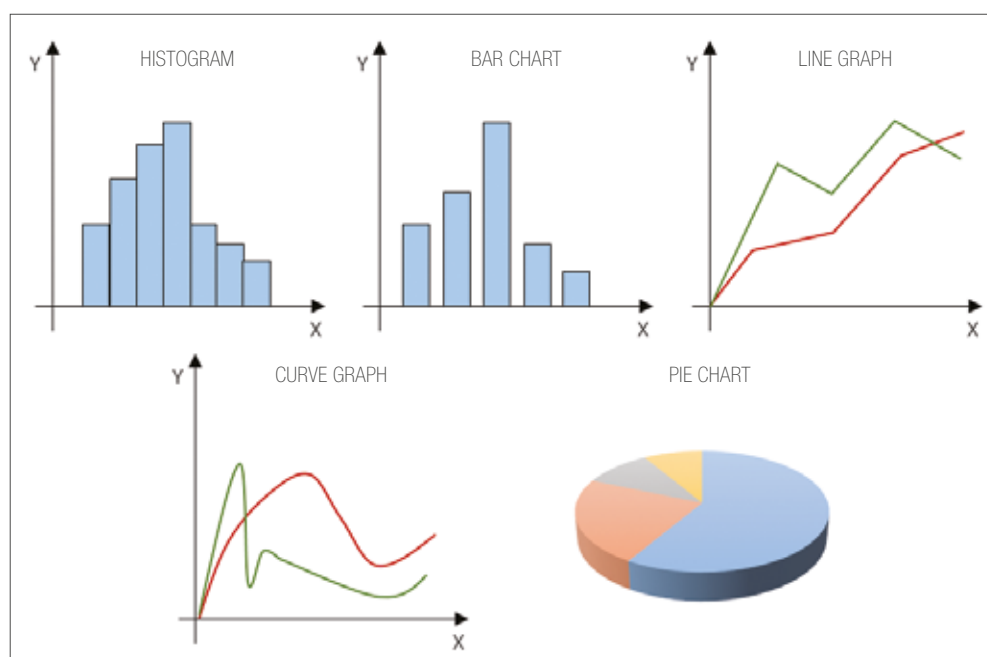 HISTOGRAM
Y
X
BAR CHART
Y
X
LINE GRAPH
Y
X
CURVE GRAPH
Y
X
PIE CHART